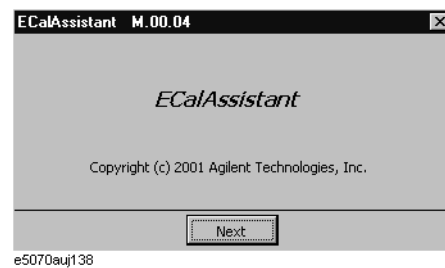 ECalAssistant M.00.04
ECalAssistant
Copyright (c) 2001 Agilent Technologies, Inc.
Next
e5070auj138